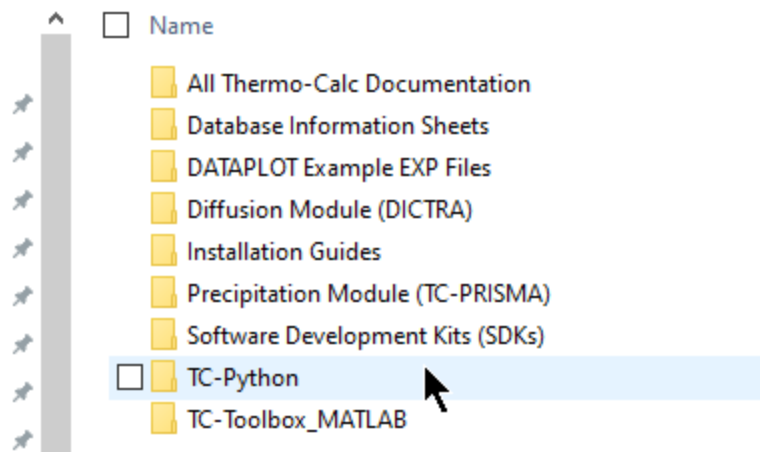 Name
All Thermo-Calc Documentation
Database Information Sheets
DATAPLOT Example EXP Files
Diffusion Module (DICTRA)
Installation Guides
Precipitation Module (TC-PRISMA)
Software Development Kits (SDKs)
TC-Python
TC-Toolbox_MATLAB